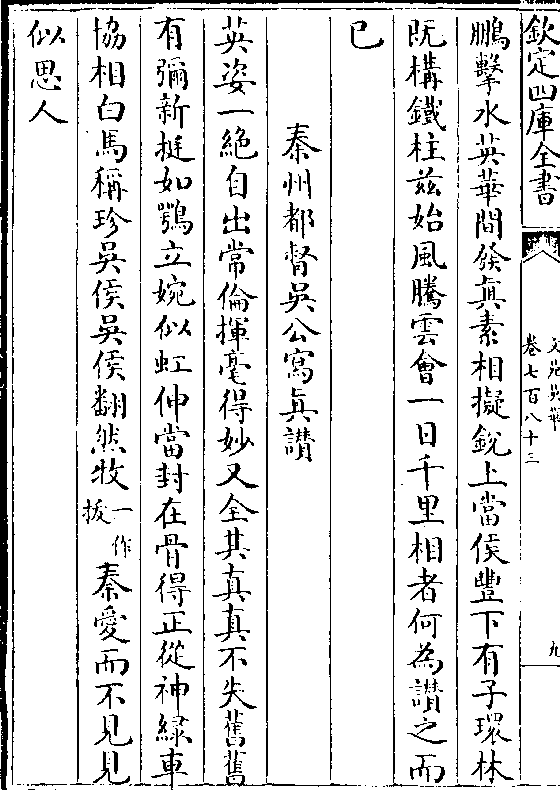 欽定四庫全書
文苑英華
卷七百八十三
九
鵬擊水英華間發真素相擬銳上當侯豐下有子環林
既構鐵柱茲始風騰雲會一日千里相者何為讃之而
已
秦州都督吳公寫真讃
英姿一絶自出常倫揮毫得妙又全其真真不失舊舊
有彌新挺如鶚立婉似虹伸當封在骨得正從神緑車
協相白馬稱珍吳侯吳侯翻然牧一作拔秦愛而不見見
似思人